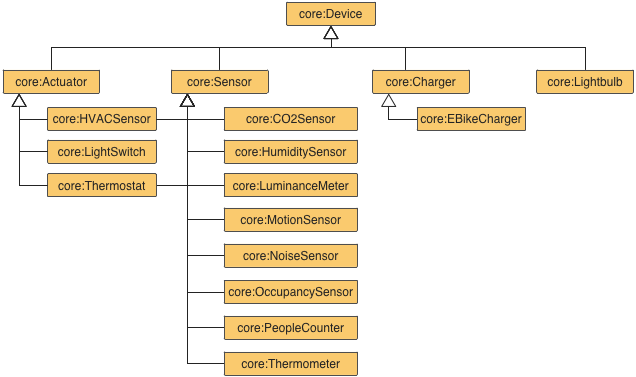 core:Device
core:Actuator
core:Sensor
core:Charger
core:Lightbulb
core:HVACSensor
core:CO2Sensor
core:EBikeCharger
core:LightSwitch
core:HumiditySensor
core:Thermostat
core:LuminanceMeter
core:MotionSensor
core:NoiseSensor
core:OccupancySensor
core:PeopleCounter
core:Thermometer